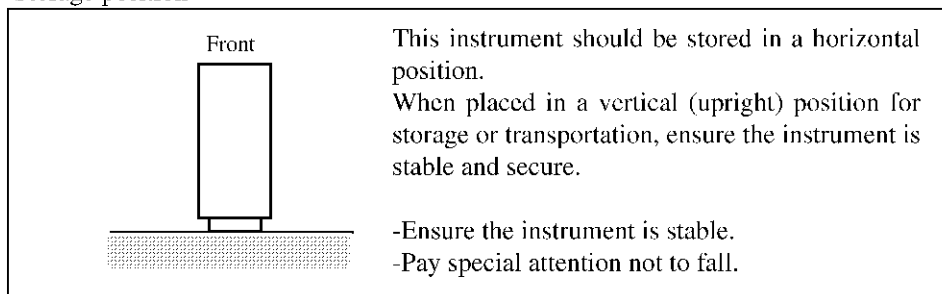 Front
This instrument should be stored in a horizontal
position.
When placed in a vertical (upright) position for
storage or transportation, ensure the instrument is
stable and secure.
-Ensure the instrument is stable.
-Pay special attention not to fall.